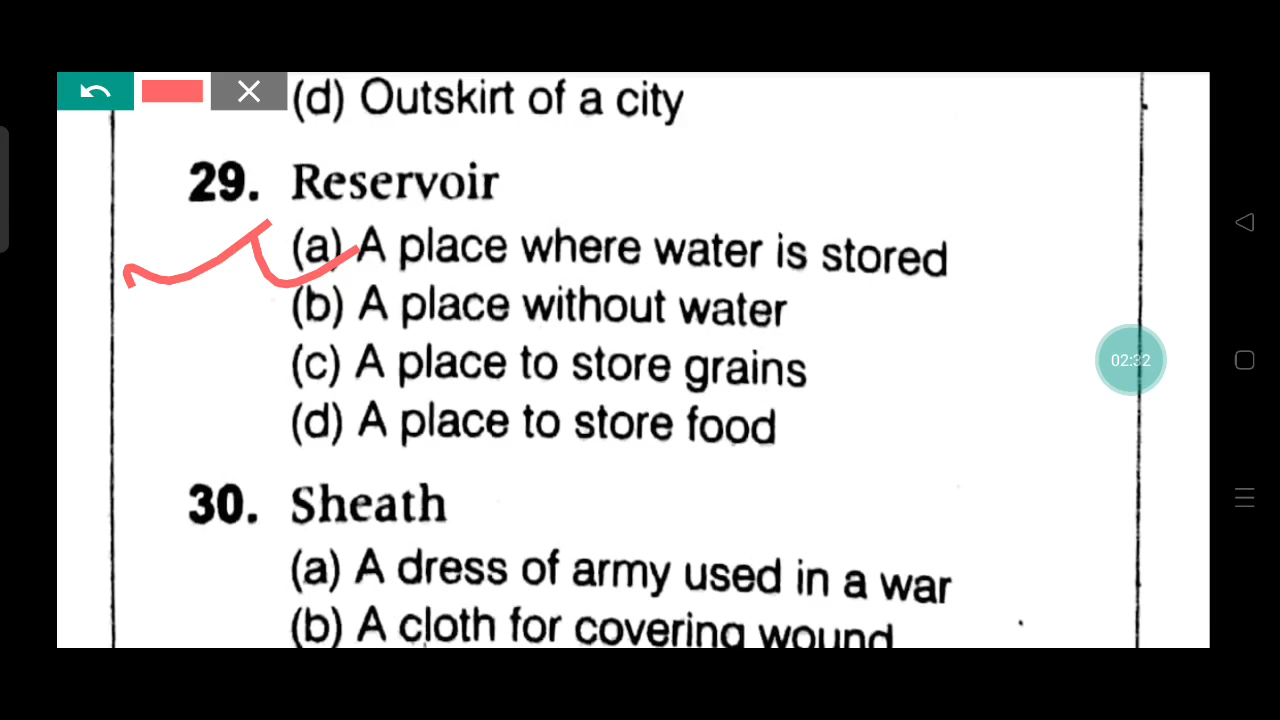 (d) Outskirt of a city
29. Reservoir
(a) A place where water is stored
(b) A place without water
(c) A place to store grains
(d) A place to store food
02:32
30. Sheath
(a) A dress of army used in a war
(b) A cloth for covering wound